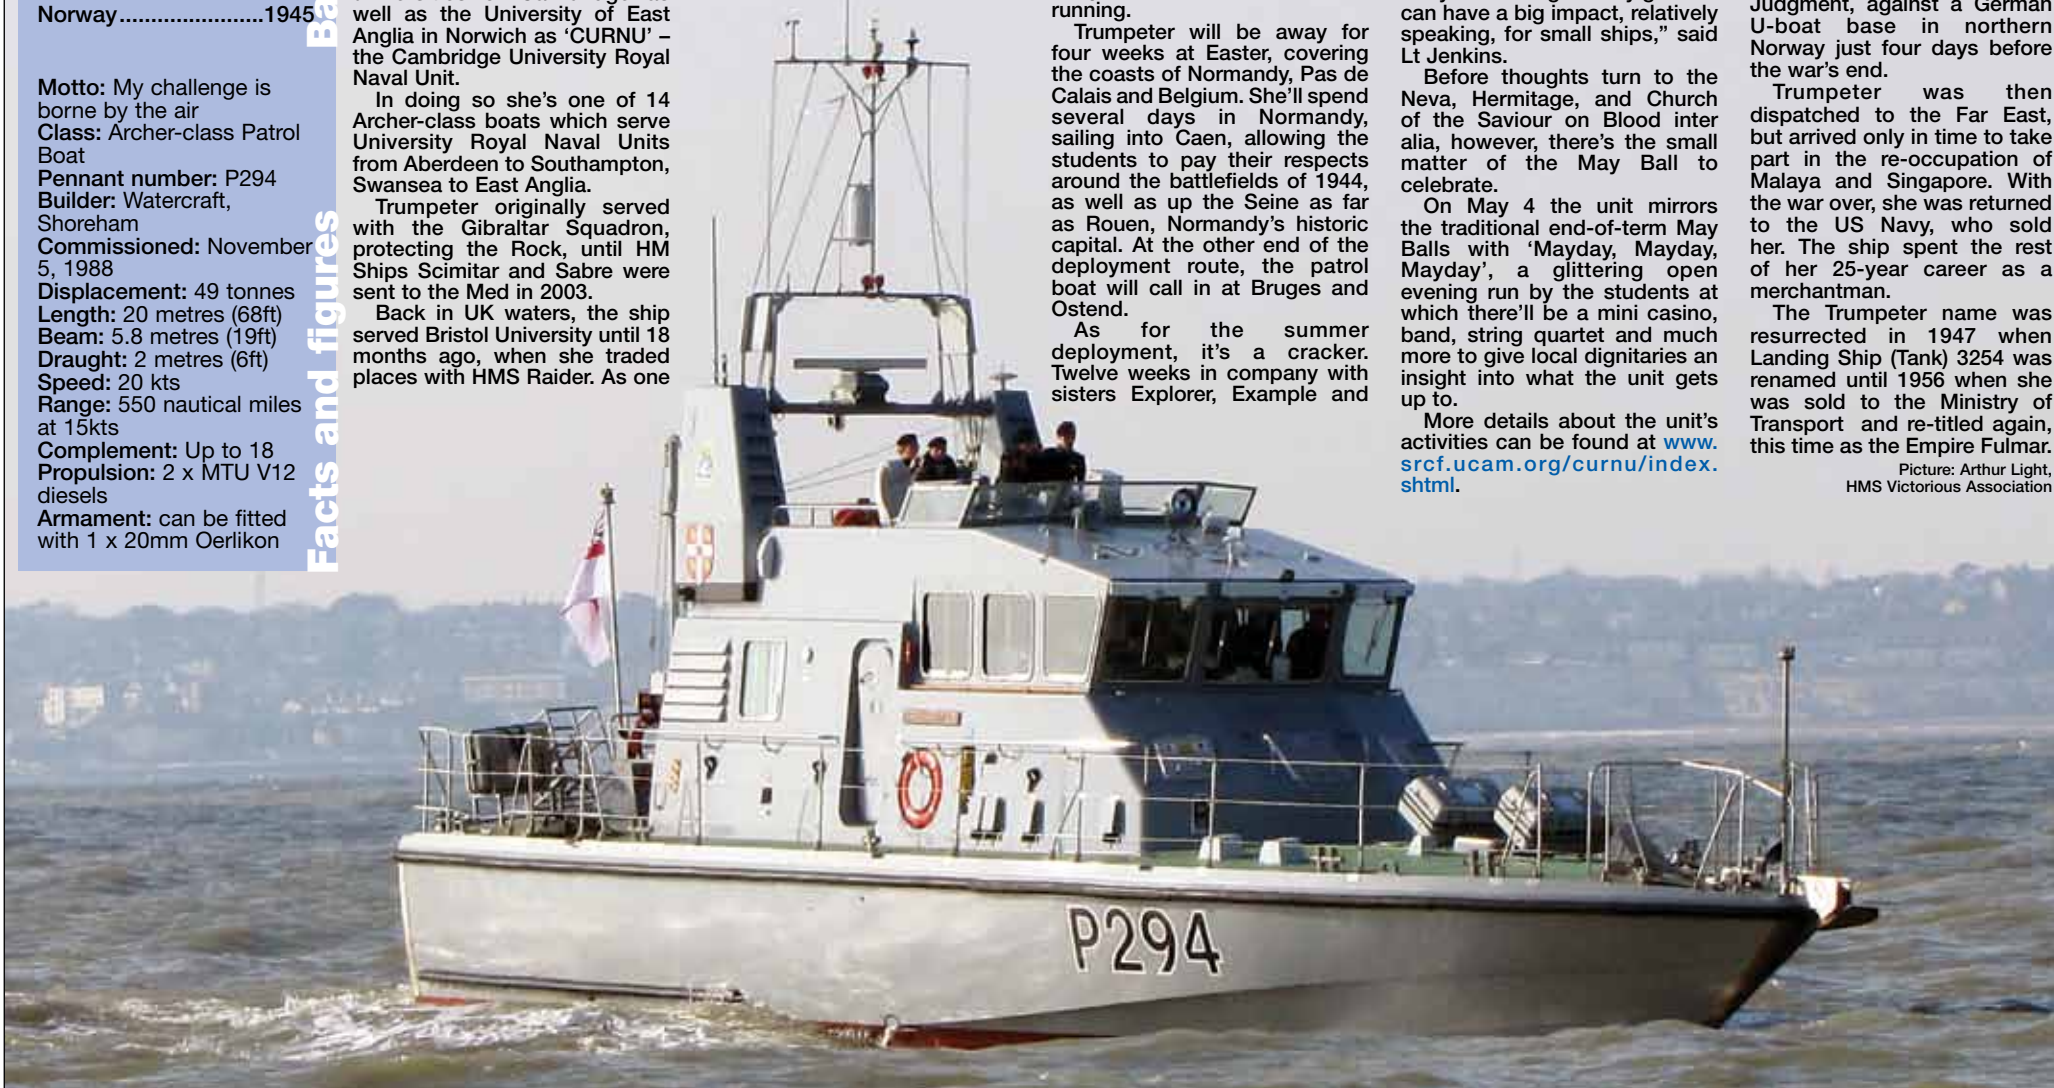 Norway........................1945
Ba
Motto: My challenge is
borne by the air
Class: Archer-class Patrol
Boat
Pennant number: P294
Builder: Watercraft,
Shoreham
Commissioned: November
5, 1988
Displacement: 49 tonnes
Length: 20 metres (68ft)
Beam: 5.8 metres (19ft)
Draught: 2 metres (6ft)
Speed: 20 kts
Range: 550 nautical miles
at 15kts
Complement: Up to 18
Propulsion: 2 x MTU V12
diesels
Armament: can be fitted
with 1 x 20mm Oerlikon
Facts and figures
well as the University of East
Anglia in Norwich as ‘CURNU’ –
the Cambridge University Royal
Naval Unit.
In doing so she’s one of 14
Archer-class boats which serve
University Royal Naval Units
from Aberdeen to Southampton,
Swansea to East Anglia.
Trumpeter originally served
with the Gibraltar Squadron,
protecting the Rock, until HM
Ships Scimitar and Sabre were
sent to the Med in 2003.
Back in UK waters, the ship
served Bristol University until 18
months ago, when she traded
places with HMS Raider. As one
running.
Trumpeter will be away for
four weeks at Easter, covering
the coasts of Normandy, Pas de
Calais and Belgium. She’ll spend
several days in Normandy,
sailing into Caen, allowing the
students to pay their respects
around the battlefields of 1944,
as well as up the Seine as far
as Rouen, Normandy’s historic
capital. At the other end of the
deployment route, the patrol
boat will call in at Bruges and
Ostend.
As for the summer
deployment, it’s a cracker.
Twelve weeks in company with
sisters Explorer, Example and
can have a big impact, relatively
speaking, for small ships,” said
Lt Jenkins.
Before thoughts turn to the
Neva, Hermitage, and Church
of the Saviour on Blood inter
alia, however, there’s the small
matter of the May Ball to
celebrate.
On May 4 the unit mirrors
the traditional end-of-term May
Balls with ‘Mayday, Mayday,
Mayday’, a glittering open
evening run by the students at
which there’ll be a mini casino,
band, string quartet and much
more to give local dignitaries an
insight into what the unit gets
up to.
More details about the unit’s
activities can be found at www.
srcf.ucam.org/curnu/index.
shtml.
Judgment, against a German
U-boat base in northern
Norway just four days before
the war’s end.
Trumpeter was then
dispatched to the Far East,
but arrived only in time to take
part in the re-occupation of
Malaya and Singapore. With
the war over, she was returned
to the US Navy, who sold
her. The ship spent the rest
of her 25-year career as a
merchantman.
The Trumpeter name was
resurrected in 1947 when
Landing Ship (Tank) 3254 was
renamed until 1956 when she
was sold to the Ministry of
Transport and re-titled again,
this time as the Empire Fulmar.
Picture: Arthur Light,
HMS Victorious Association
P294